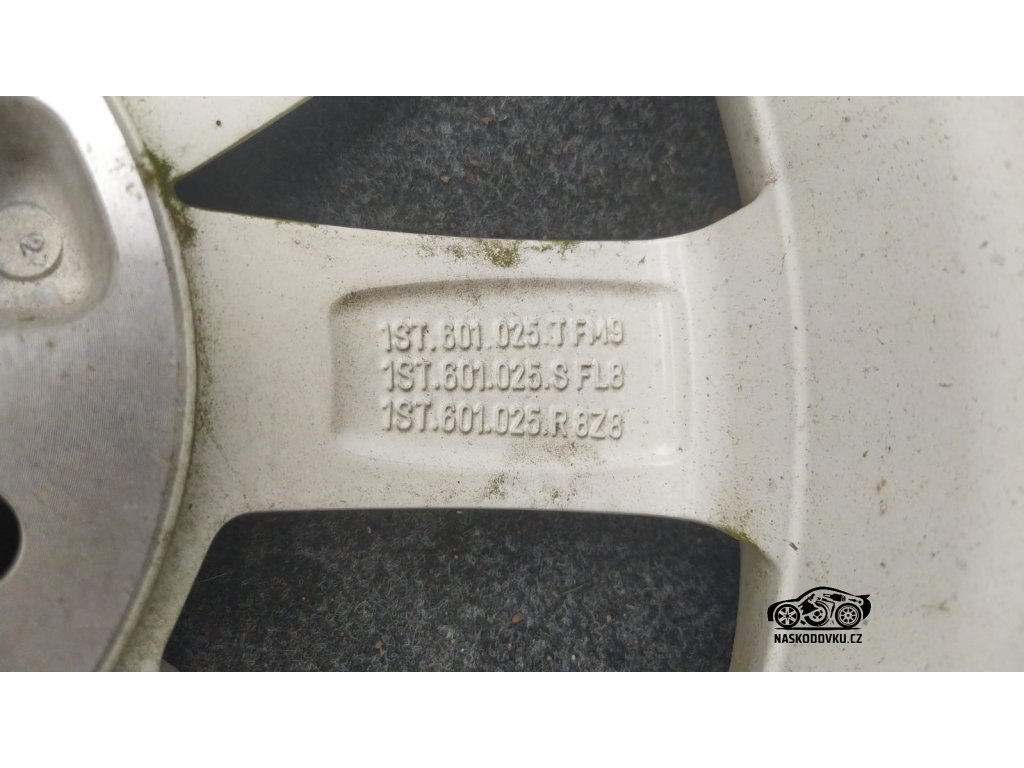 1ST.601.025.T FM9
1ST.601.025.S FL8
1ST.601.025.R 8Z8
NASKODOVKU.CZ